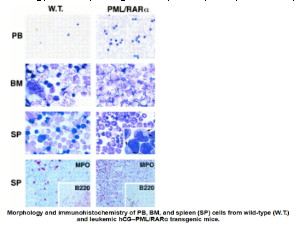 W.T. PML/RARα
PB
BM
SP
SP
MPO MPO
B220 B220
Morphology and immunohistochemistry of PB, BM, and spleen (SP) cells from wild-type (W.T.)
and leukemic hCG–PML/RARα transgenic mice.